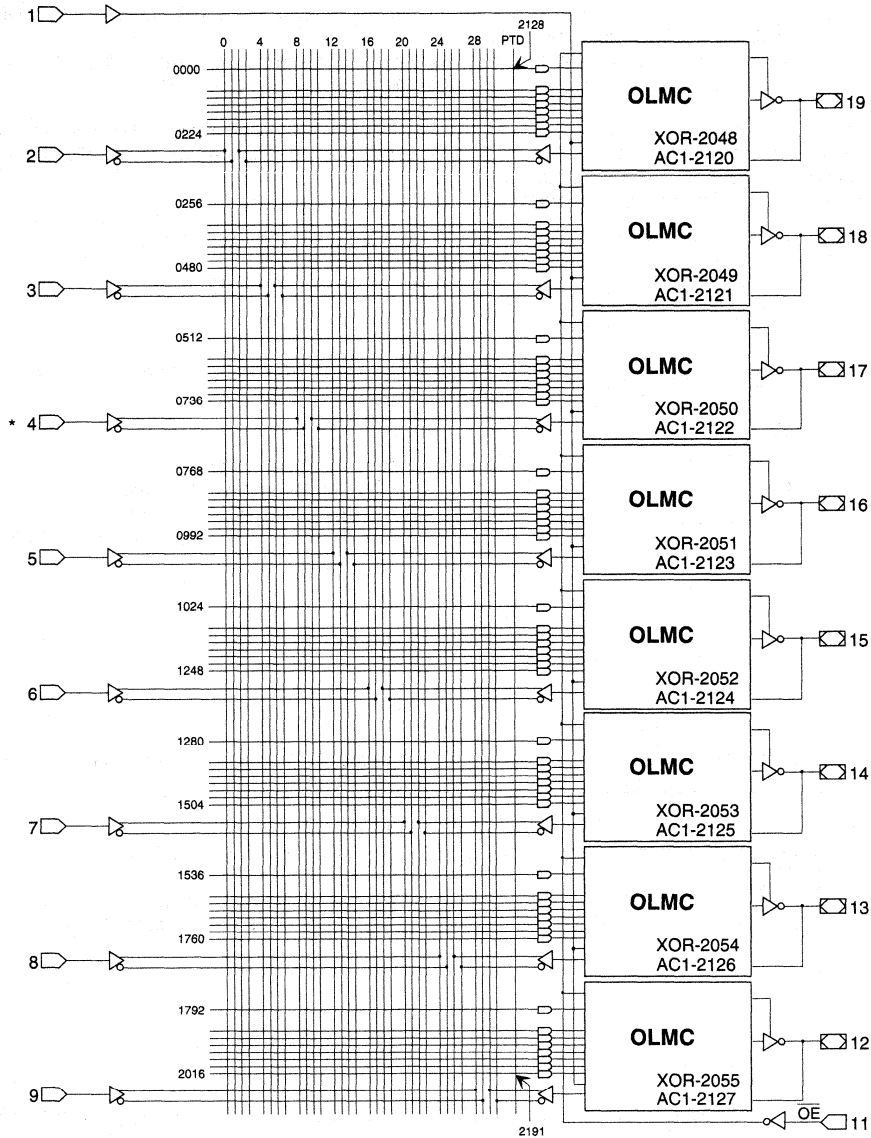 1
2128
0 4 8 12 16 20 24 28 PTD
0000
OLMC
19
0224
XOR-2048
2
AC1-2120
0256
OLMC
18
0480
XOR-2049
3
AC1-2121
0512
OLMC
17
0736
XOR-2050
* 4
AC1-2122
0768
OLMC
16
0992
XOR-2051
5
AC1-2123
1024
OLMC
15
1248
XOR-2052
6
AC1-2124
1280
OLMC
14
1504
XOR-2053
7
AC1-2125
1536
OLMC
13
1760
XOR-2054
8
AC1-2126
1792
OLMC
12
2016
XOR-2055
9
AC1-2127
OE 11
2191